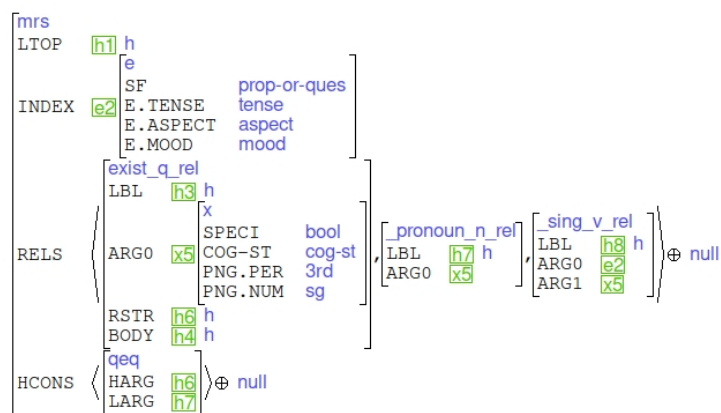 mrs
LTOP h1 h
e
SF prop-or-ques
INDEX e2 E.TENSE tense
E.ASPECT aspect
E.MOOD mood
exist_q_rel
LBL h3 h
x
SPECI bool
_pronoun_n_rel _sing_v_rel
COG-ST cog-st
LBL h7 h LBL h8 h
RELS ARG0 x5 , , ⊕ null
PNG.PER 3rd ARG0 x5 ARG0 e2
PNG.NUM sg ARG1 x5
RSTR h6 h
BODY h4 h
qeq
HCONS HARG h6 ⊕ null
LARG h7